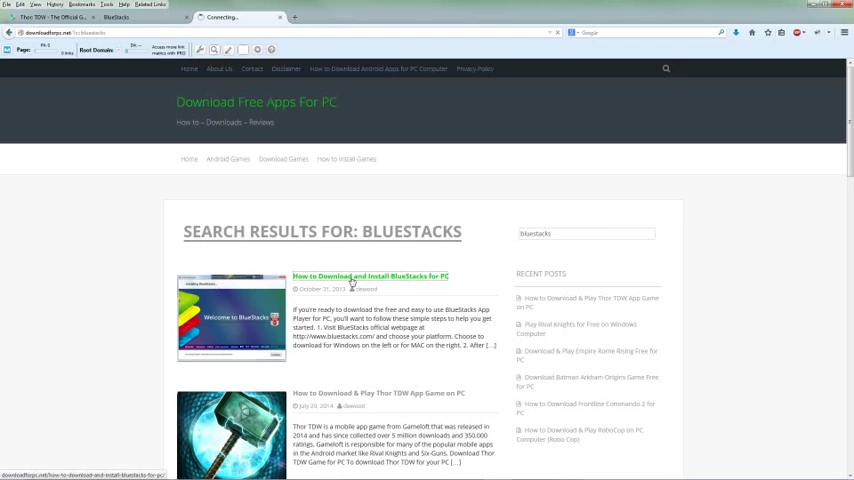 File Edit View History Bookmarks Tools Help Related Links
Thor: TDW - The Official G...
BlueStacks
Connecting...
downloadforpc.net/?s=bluestacks
Google
Page:
Root Domain:
Home About Us Contact Disclaimer How to Download Android Apps for PC Computer Privacy Policy
Download Free Apps For PC
How to – Downloads – Reviews
Home Android Games Download Games How to Install Games
SEARCH RESULTS FOR: BLUESTACKS
bluestacks
How to Download and Install BlueStacks for PC
October 31, 2013 dewood
If you're ready to download the free and easy to use BlueStacks App
Player for PC, you'll want to follow these simple steps to help you get
started. 1. Visit BlueStacks official webpage at
http://www.bluestacks.com/ and choose your platform. Choose to
download for Windows on the left or for MAC on the right. 2. After [...]
Welcome to BlueStacks
RECENT POSTS
How to Download & Play Thor TDW App Game
on PC
Play Rival Knights for Free on Windows
Computer
Download & Play Empire Rome Rising Free for
PC
Download Batman Arkham Origins Game Free
for PC
How to Download Frontline Commando 2 for
PC
How to Download & Play RoboCop on PC
Computer (Robo Cop)
How to Download & Play Thor TDW App Game on PC
July 29, 2014 dewood
Thor TDW is a mobile app game from Gameloft that was released in
2014 and has since collected over 5 million downloads and 350,000
ratings. Gameloft is responsible for many of the popular mobile apps
in the Android market like Rival Knights and Six-Guns. Download Thor
TDW Game for PC To download Thor TDW for your PC [...]
downloadforpc.net/how-to-download-and-install-bluestacks-for-pc/